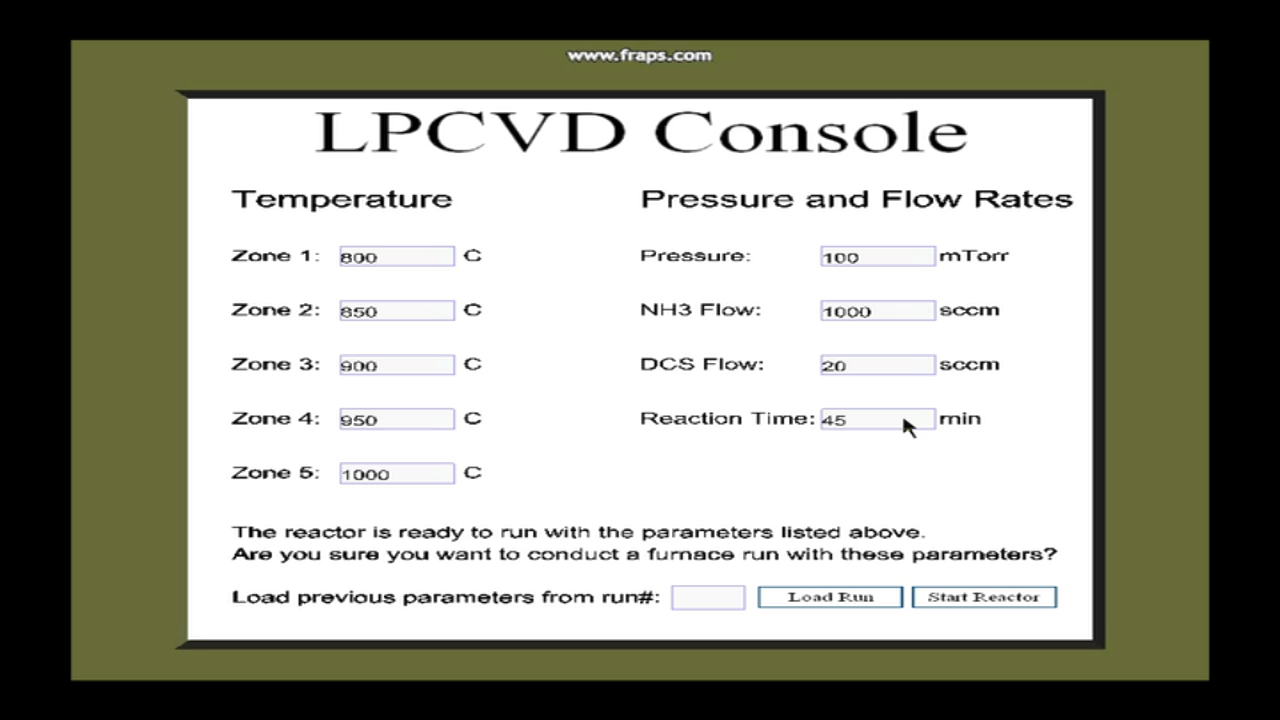 www.fraps.com
LPCVD Console
Temperature
Zone 1: 800 C
Zone 2: 850 C
Zone 3: 900 C
Zone 4: 950 C
Zone 5: 1000 C
Pressure and Flow Rates
Pressure: 100 mTorr
NH3 Flow: 1000 sccm
DCS Flow: 20 sccm
Reaction Time: 45 min
The reactor is ready to run with the parameters listed above.
Are you sure you want to conduct a furnace run with these parameters?
Load previous parameters from run#: Load Run Start Reactor